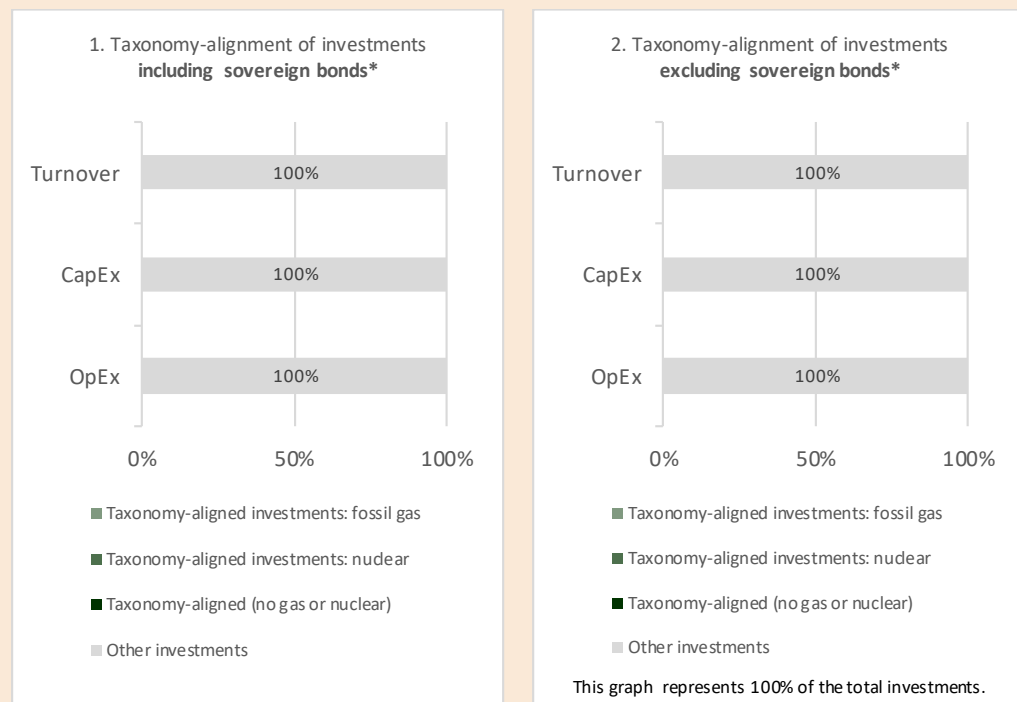 1. Taxonomy-alignment of investments
including sovereign bonds*
Turnover
100%
CapEx
100%
OpEx
100%
0% 50% 100%
Taxonomy-aligned investments: fossil gas
Taxonomy-aligned investments: nuclear
Taxonomy-aligned (no gas or nuclear)
Other investments
2. Taxonomy-alignment of investments
excluding sovereign bonds*
Turnover
100%
CapEx
100%
OpEx
100%
0% 50% 100%
Taxonomy-aligned investments: fossil gas
Taxonomy-aligned investments: nuclear
Taxonomy-aligned (no gas or nuclear)
Other investments
This graph represents 100% of the total investments.